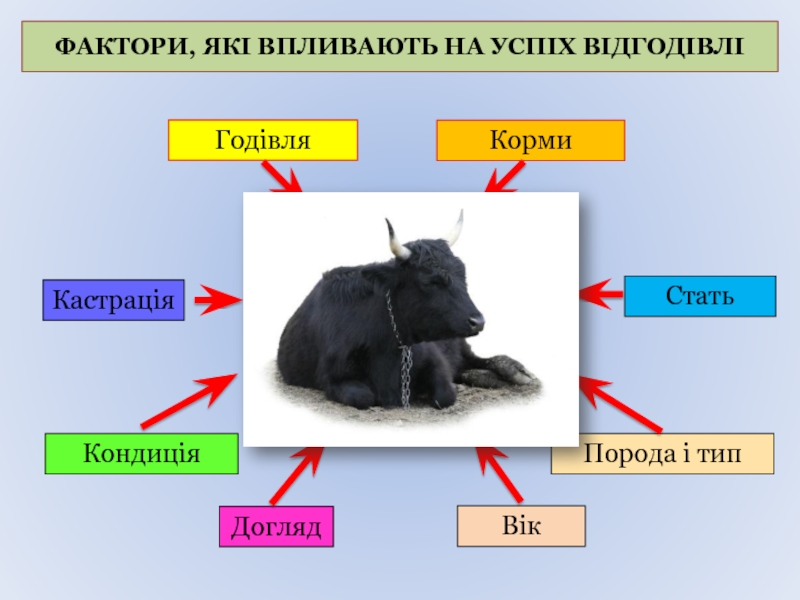 ФАКТОРИ, ЯКІ ВПЛИВАЮТЬ НА УСПІХ ВІДГОДІВЛІ
Годівля
Корми
Кастрація
Стать
Кондиція
Порода і тип
Догляд
Вік